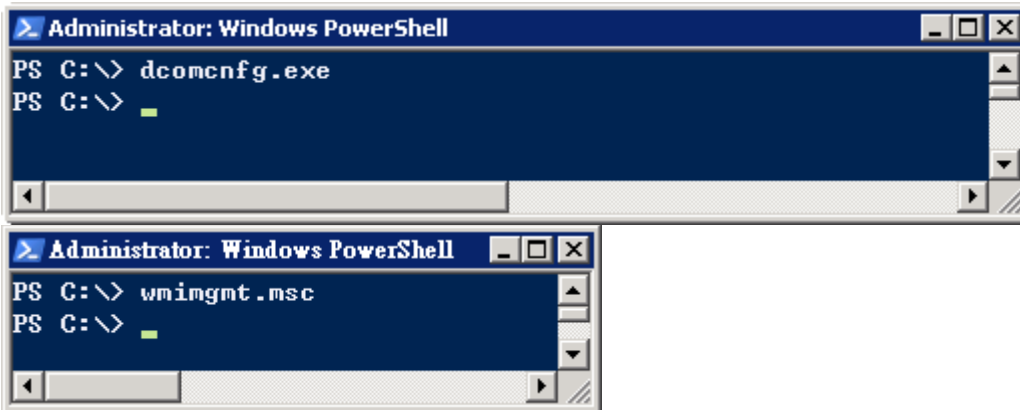 Administrator: Windows PowerShell
PS C:\> dcomcnfg.exe
PS C:\>
Administrator: Windows PowerShell
PS C:\> wmimgmt.msc
PS C:\>